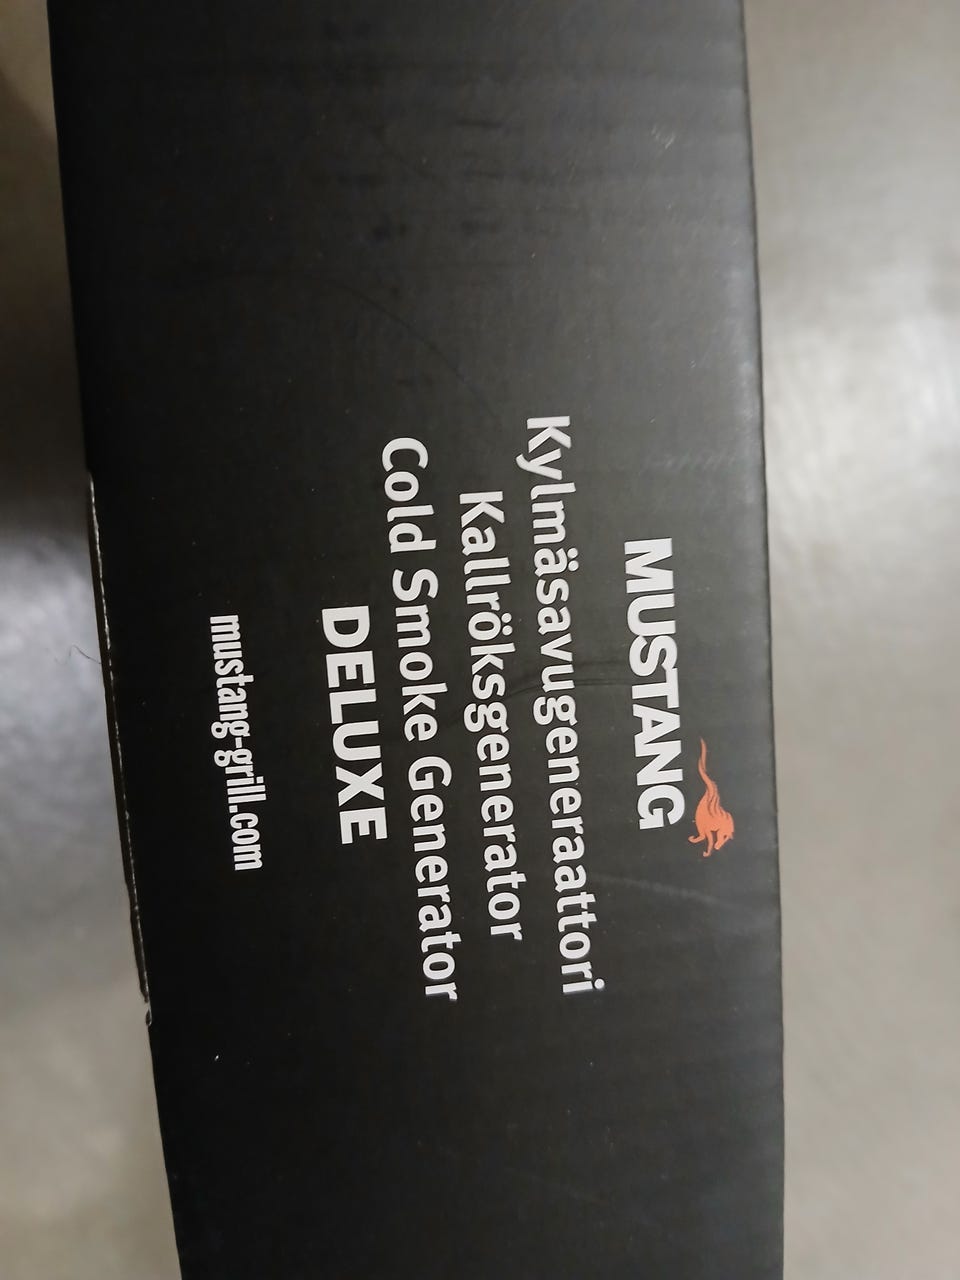 MUSTANG
Kylmäsavugeneraattori
Kallröksgenerator
Cold Smoke Generator
DELUXE
mustang-grill.com